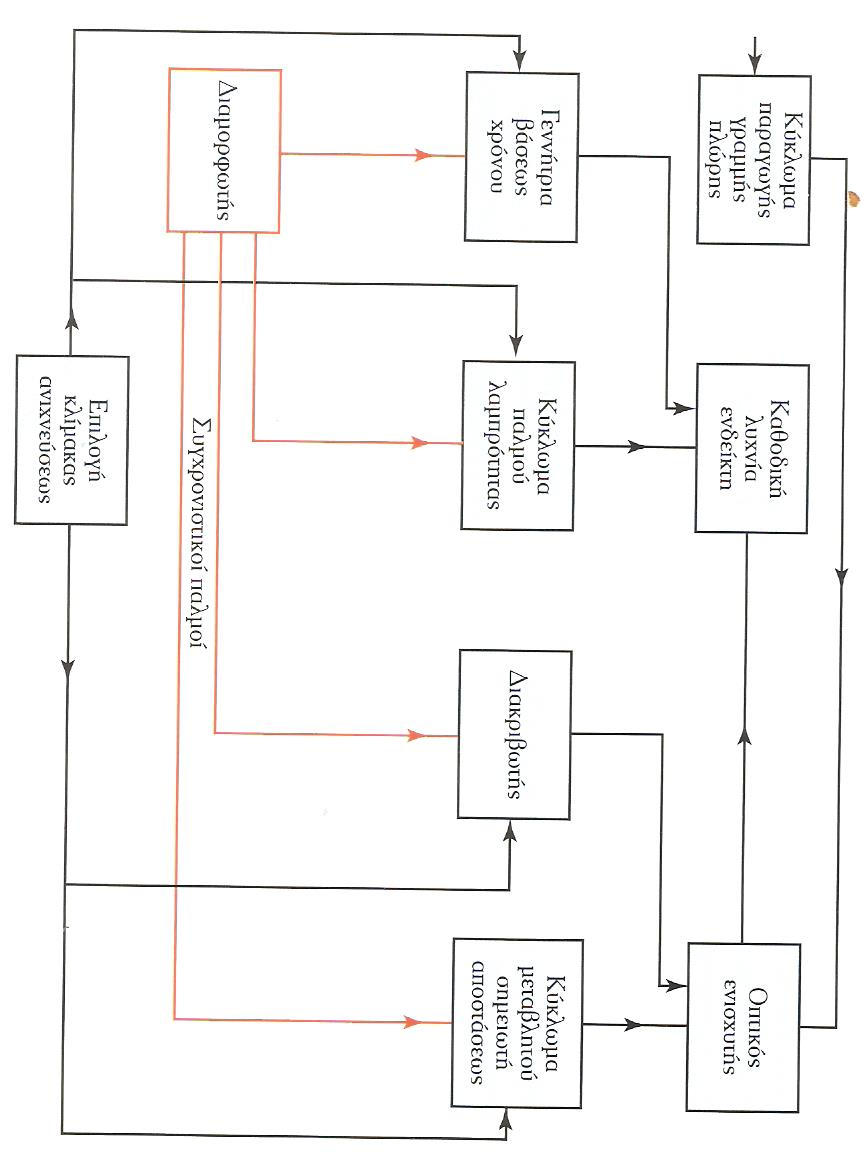 Κύκλωμα
παραγωγής
γραμμής
πλώρης
Καθοδική
λυχνία
ενδείκτη
Οπτικός
ενισχυτής
Γεννήτρια
βάσεως
χρόνου
Κύκλωμα
παλμού
λαμπρότητας
Διακριβωτής
Κύκλωμα
μεταβλητού
σημειωτή
αποστάσεως
Διαμορφωτής
Συγχρονιστικοί παλμοί
Επιλογή
κλίμακας
ανιχνεύσεως